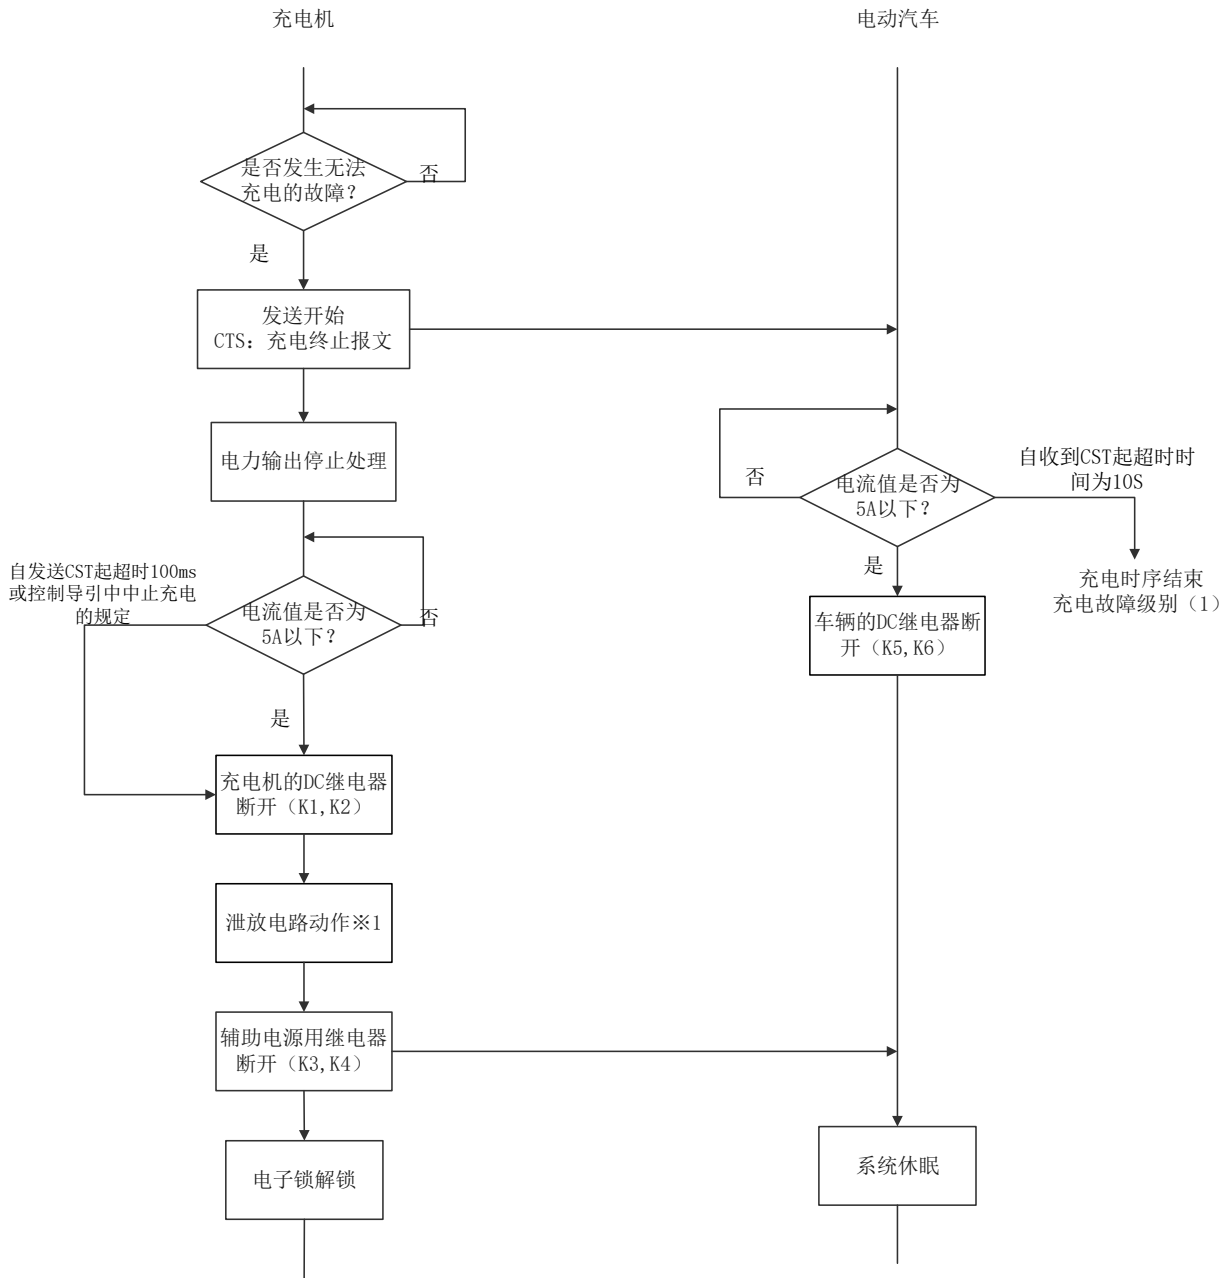 充电机
电动汽车
是否发生无法
充电的故障？
否
是
发送开始
CTS：充电终止报文
电力输出停止处理
否
电流值是否为
5A以下？
自收到CST起超时时
间为10S
是
充电时序结束
充电故障级别（1）
自发送CST起超时100ms
或控制导引中中止充电
的规定
电流值是否为
5A以下？
否
车辆的DC继电器断
开（K5,K6）
是
充电机的DC继电器
断开（K1,K2）
泄放电路动作※1
辅助电源用继电器
断开（K3,K4）
电子锁解锁
系统休眠